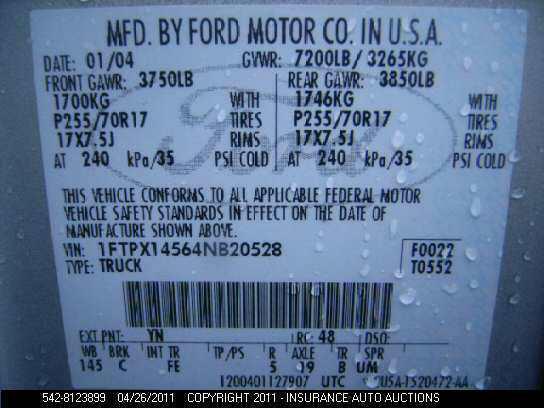 MFD. BY FORD MOTOR CO. IN U.S.A.
DATE: 01/04 GVWR: 7200LB/ 3265KG
FRONT GAWR: 3750LB REAR GAWR: 3850LB
1700KG WITH 1746KG WITH
P255/70R17 TIRES P255/70R17 TIRES
17X7.5J RIMS 17X7.5J RIMS
AT 240 kPa/35 PSI COLD AT 240 kPa/35 PSI COLD
Ford
THIS VEHICLE CONFORMS TO ALL APPLICABLE FEDERAL MOTOR
VEHICLE SAFETY STANDARDS IN EFFECT ON THE DATE OF
MANUFACTURE SHOWN ABOVE.
VIN: 1FTPX14564NB20528 F0022
TYPE: TRUCK T0552
EXT PNT: YN RC: 48 DSO:
WB BRK INT TR TP/PS R AXLE TR SPR
145 C FE 5 19 B UM
1200401127907 UTC
542-8123899 04/26/2011 COPYRIGHT 2011 - INSURANCE AUTO AUCTIONS